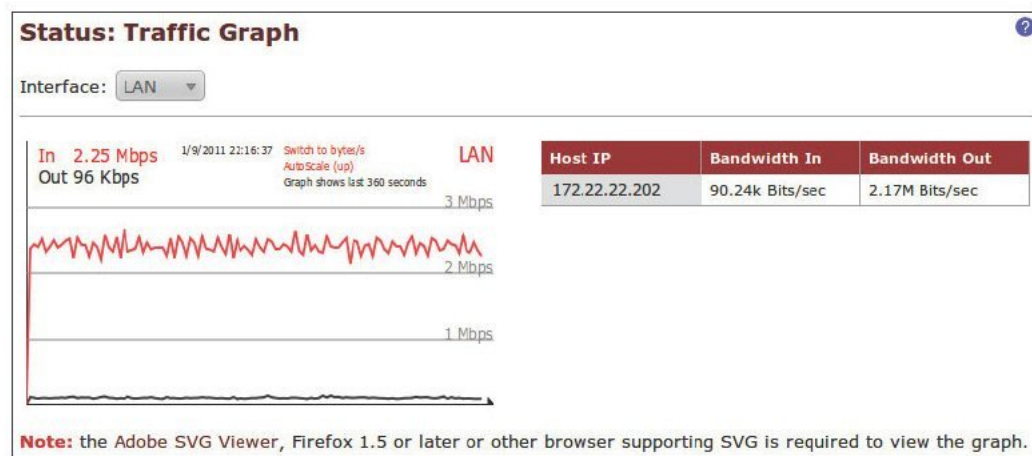 Status: Traffic Graph
?
Interface: LAN
In 2.25 Mbps
Out 96 Kbps
1/9/2011 22:16:37
Switch to bytes/s
AutoScale (up)
Graph shows last 360 seconds
LAN
3 Mbps
2 Mbps
1 Mbps
Host IP Bandwidth In Bandwidth Out
172.22.22.202 90.24k Bits/sec 2.17M Bits/sec
Note: the Adobe SVG Viewer, Firefox 1.5 or later or other browser supporting SVG is required to view the graph.